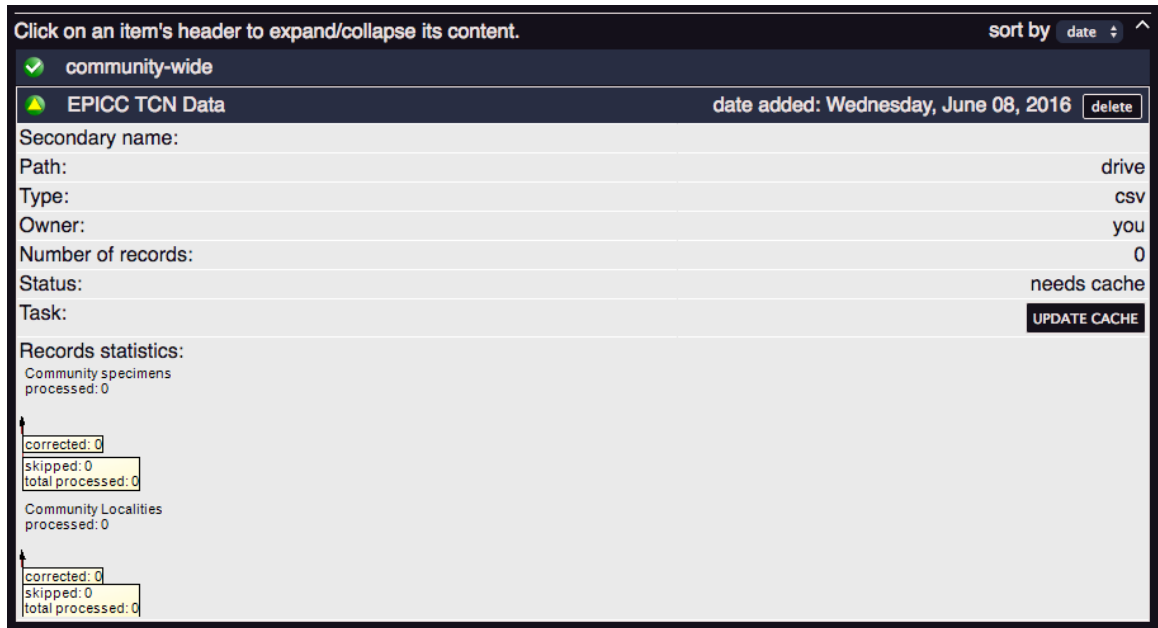 Click on an item's header to expand/collapse its content. sort by date
community-wide
EPICC TCN Data date added: Wednesday, June 08, 2016 delete
Secondary name:
Path: drive
Type: csv
Owner: you
Number of records: 0
Status: needs cache
Task: UPDATE CACHE
Records statistics:
Community specimens
processed: 0
corrected: 0
skipped: 0
total processed: 0
Community Localities
processed: 0
corrected: 0
skipped: 0
total processed: 0